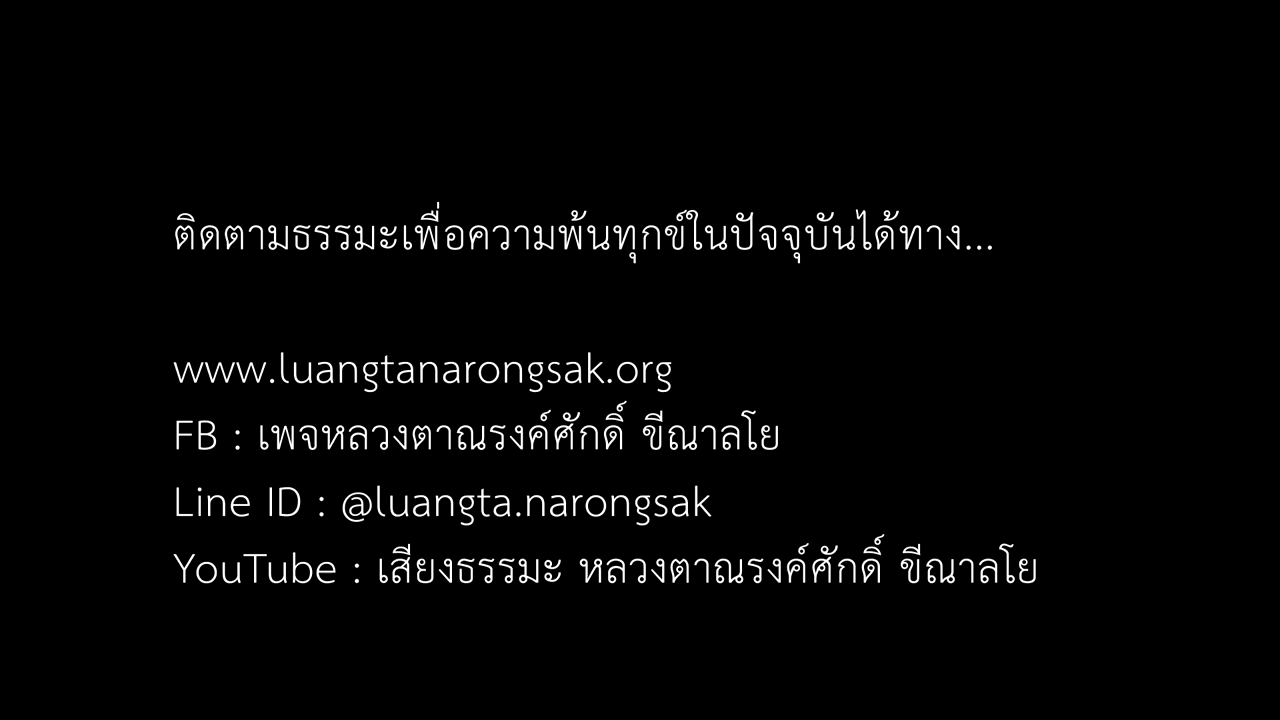 ติดตามธรรมะเพื่อความพ้นทุกข์ในปัจจุบันได้ทาง...
www.luangtanarongsak.org
FB : เพจหลวงตาณรงค์ศักดิ์ ขีณาลโย
Line ID : @luangta.narongsak
YouTube : เสียงธรรมะ หลวงตาณรงค์ศักดิ์ ขีณาลโย